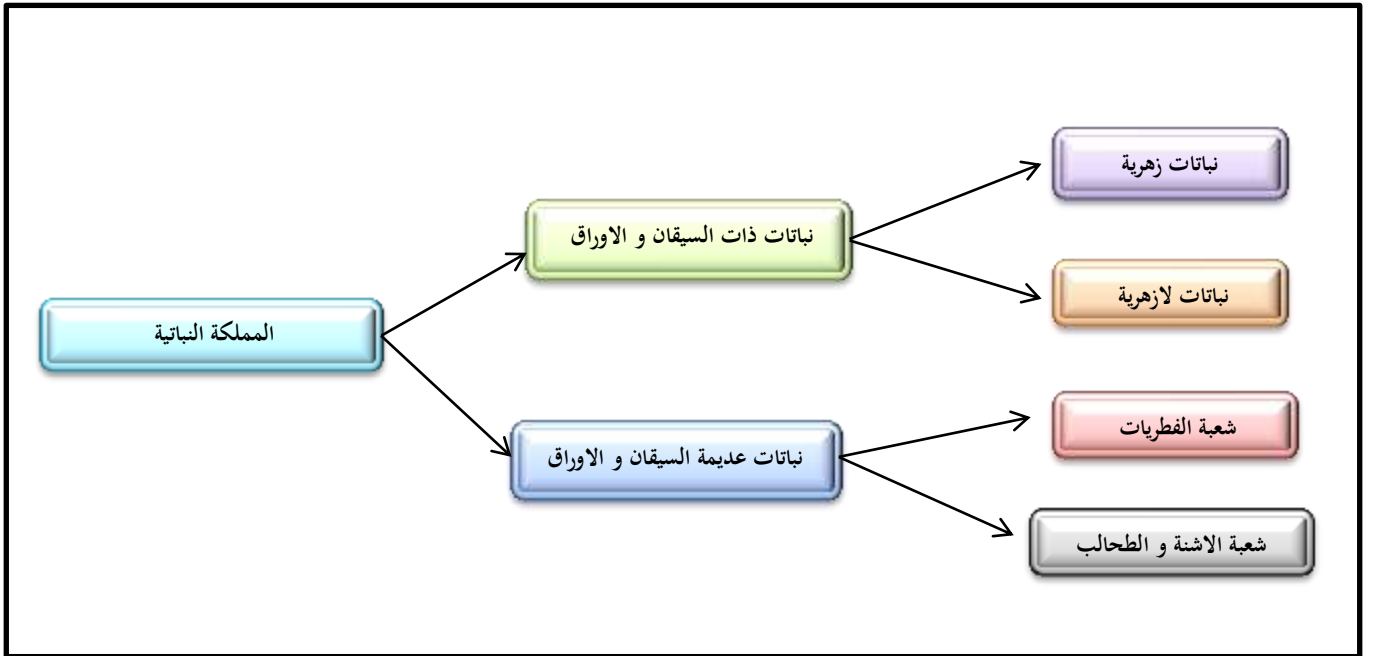 نباتات زهرية
نباتات ذات السيقان و الاوراق
نباتات لازهرية
المملكة النباتية
شعبة الفطريات
نباتات عديمة السيقان و الاوراق
شعبة الاشنة و الطحالب